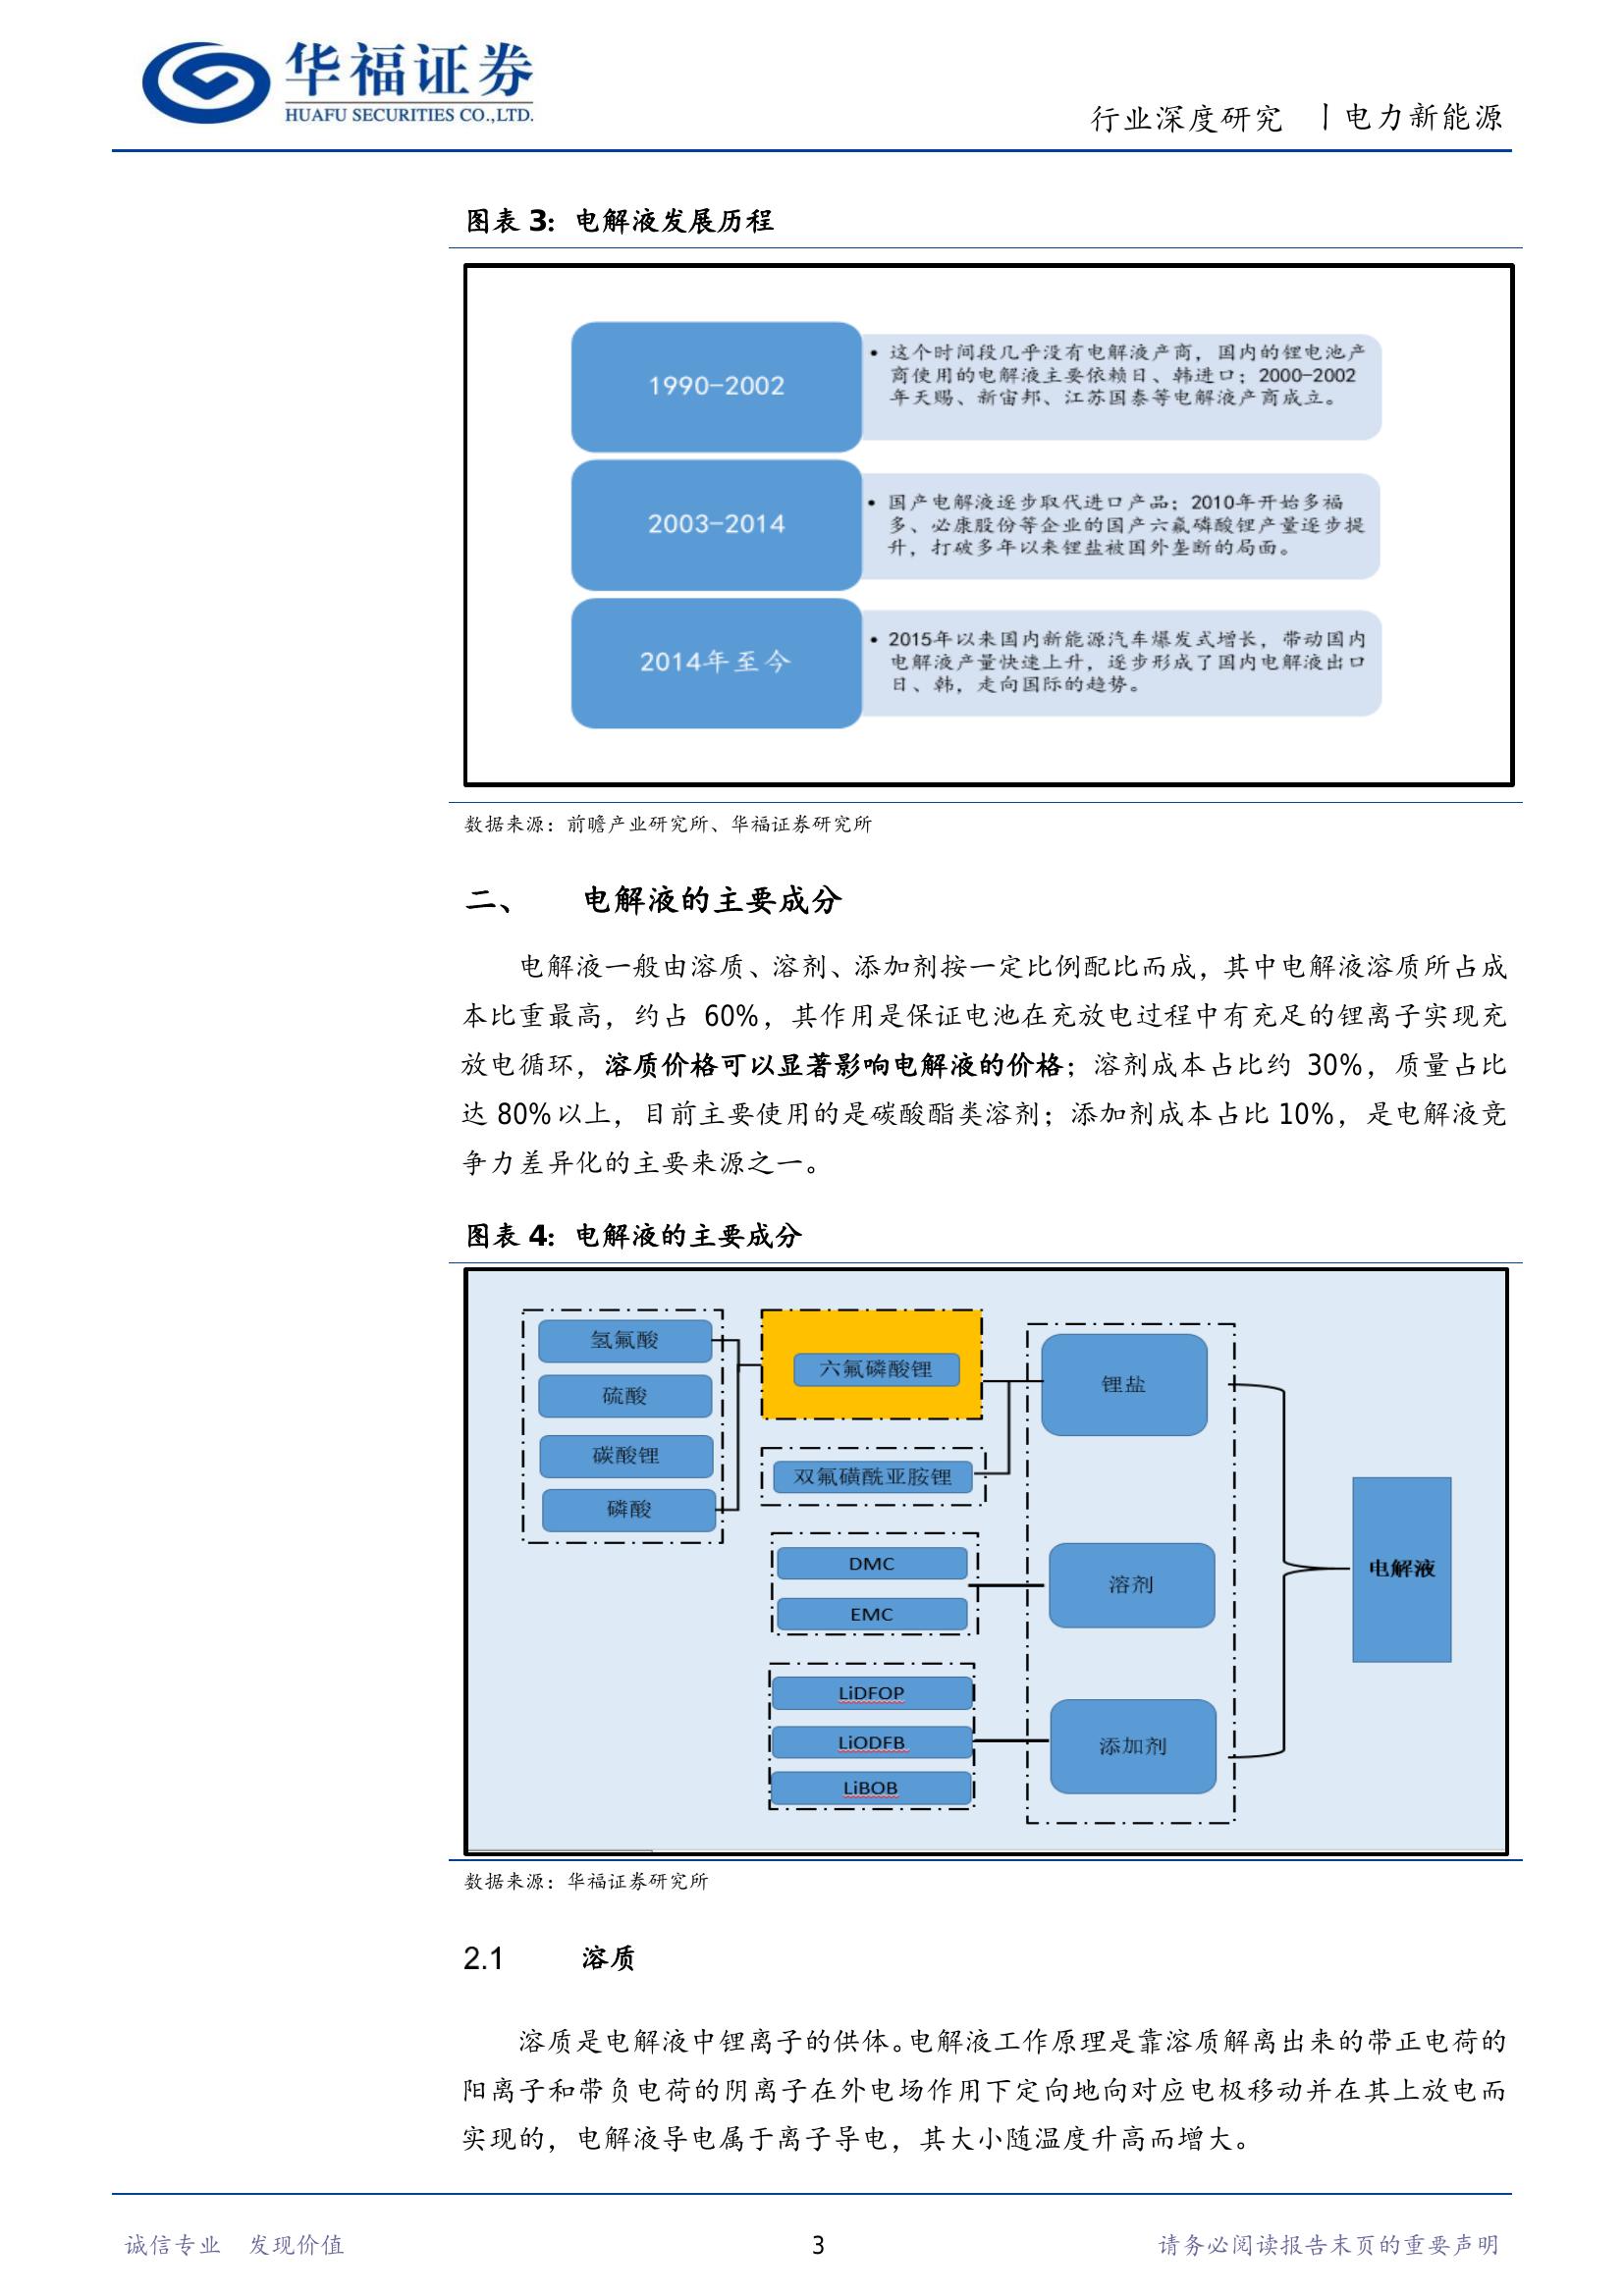 华福证券
HUAFU SECURITIES CO.,LTD.
行业深度研究 丨电力新能源
图表 3：电解液发展历程
1990-2002
• 这个时间段几乎没有电解液产商，国内的锂电池产
商使用的电解液主要依赖日、韩进口；2000-2002
年天赐、新宙邦、江苏国泰等电解液产商成立。
2003-2014
• 国产电解液逐步取代进口产品；2010年开始多福
多、必康股份等企业的国产六氟磷酸锂产量逐步提
升，打破多年以来锂盐被国外垄断的局面。
2014年至今
• 2015年以来国内新能源汽车爆发式增长，带动国内
电解液产量快速上升，逐步形成了国内电解液出口
日、韩，走向国际的趋势。
数据来源：前瞻产业研究所、华福证券研究所
二、 电解液的主要成分
电解液一般由溶质、溶剂、添加剂按一定比例配比而成，其中电解液溶质所占成
本比重最高，约占 60%，其作用是保证电池在充放电过程中有充足的锂离子实现充
放电循环，溶质价格可以显著影响电解液的价格；溶剂成本占比约 30%，质量占比
达 80%以上，目前主要使用的是碳酸酯类溶剂；添加剂成本占比 10%，是电解液竞
争力差异化的主要来源之一。
图表 4：电解液的主要成分
氢氟酸
硫酸
碳酸锂
磷酸
六氟磷酸锂
双氟磺酰亚胺锂
DMC
EMC
LiDFOP
LiODFB
LiBOB
锂盐
溶剂
添加剂
电解液
数据来源：华福证券研究所
2.1 溶质
溶质是电解液中锂离子的供体。电解液工作原理是靠溶质解离出来的带正电荷的
阳离子和带负电荷的阴离子在外电场作用下定向地向对应电极移动并在其上放电而
实现的，电解液导电属于离子导电，其大小随温度升高而增大。
诚信专业 发现价值
3
请务必阅读报告末页的重要声明